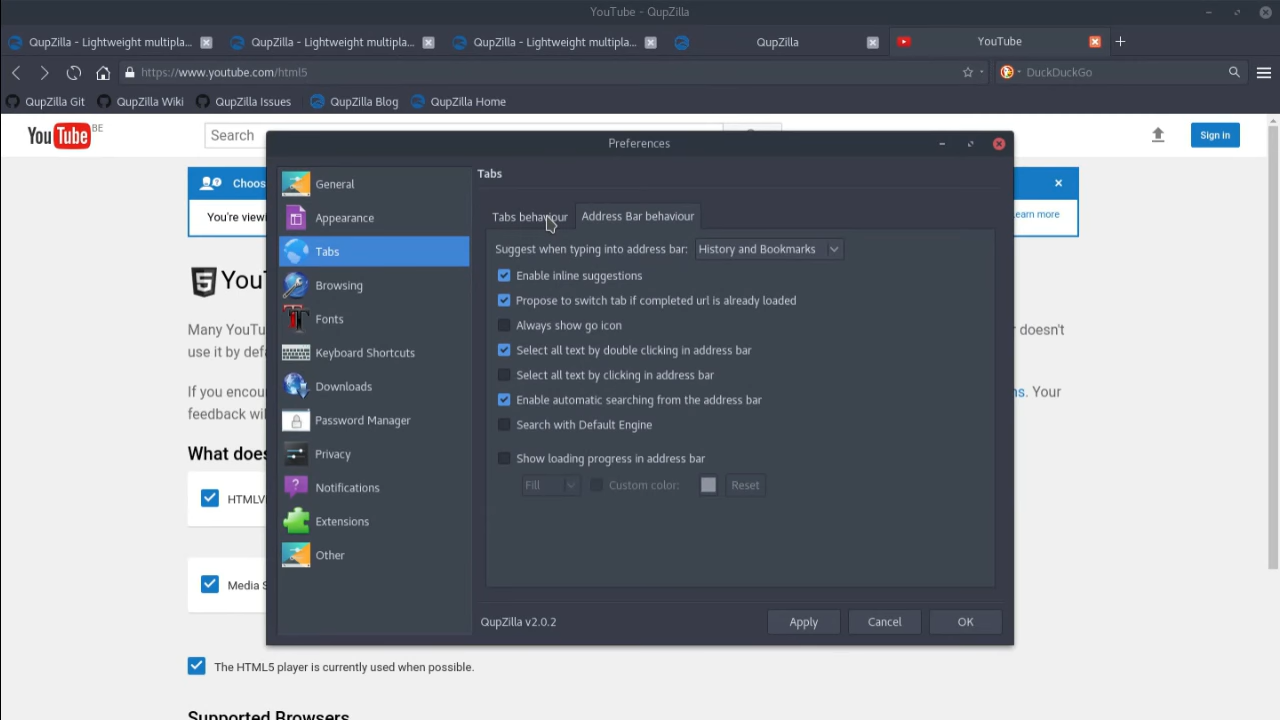 YouTube - QupZilla
QupZilla - Lightweight multipla... QupZilla - Lightweight multipla... QupZilla - Lightweight multipla... QupZilla YouTube
https://www.youtube.com/html5 DuckDuckGo
QupZilla Git QupZilla Wiki QupZilla Issues QupZilla Blog QupZilla Home
YouTube BE Search Sign in
Preferences
Choos
You're viewi
earn more
YouT
Many YouTu
r doesn't
use it by defa
If you encou
ns. Your
feedback wil
What does
HTMLV
Media S
General
Appearance
Tabs
Browsing
Fonts
Keyboard Shortcuts
Downloads
Password Manager
Privacy
Notifications
Extensions
Other
Tabs
Tabs behaviour Address Bar behaviour
Suggest when typing into address bar: History and Bookmarks
Enable inline suggestions
Propose to switch tab if completed url is already loaded
Always show go icon
Select all text by double clicking in address bar
Select all text by clicking in address bar
Enable automatic searching from the address bar
Search with Default Engine
Show loading progress in address bar
Fill Custom color: Reset
QupZilla v2.0.2 Apply Cancel OK
The HTML5 player is currently used when possible.
Supported Browsers